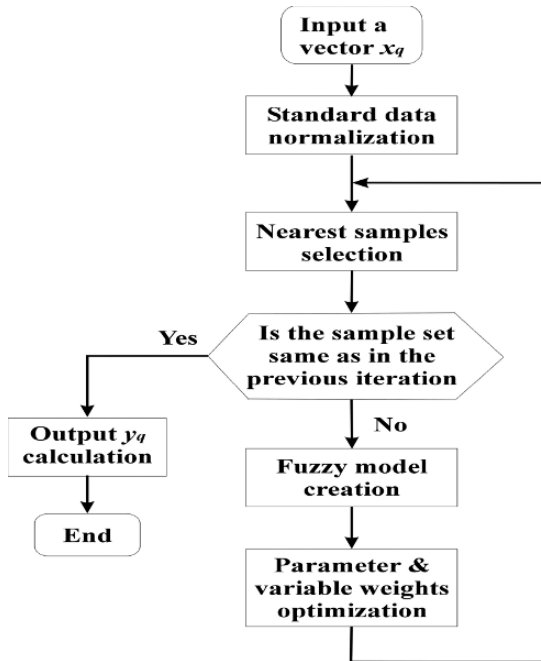 Input a
vector xq
Standard data
normalization
Nearest samples
selection
Is the sample set
same as in the
previous iteration
Yes
No
Output yq
calculation
Fuzzy model
creation
End
Parameter &
variable weights
optimization